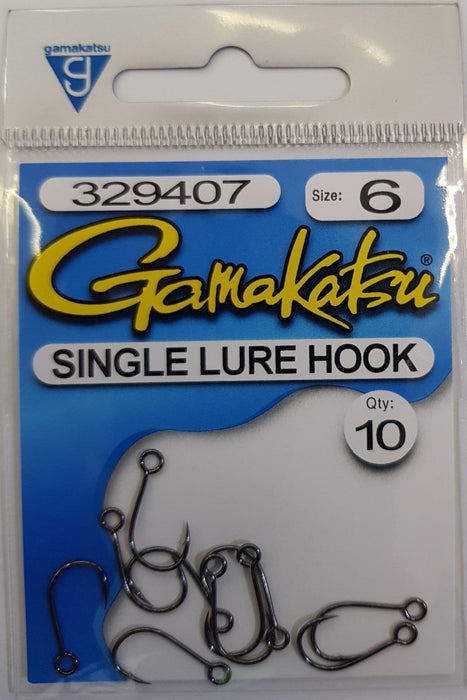 gamakatsu
g
329407
Size: 6
Gamakatsu®
SINGLE LURE HOOK
Qty:
10